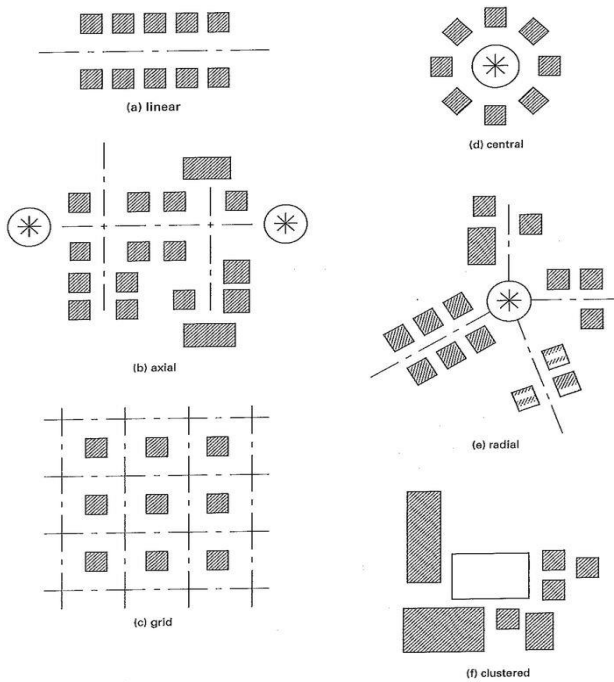 (a) linear
(b) axial
(c) grid
(d) central
(e) radial
(f) clustered